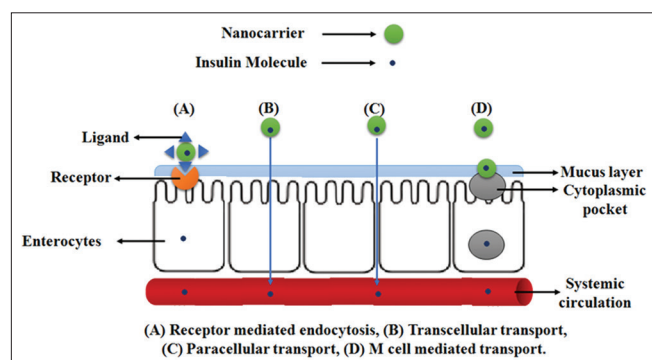 Nanocarrier
Insulin Molecule
(A) (B) (C) (D)
Ligand
Receptor
Mucus layer
Cytoplasmic
pocket
Enterocytes
Systemic
circulation
(A) Receptor mediated endocytosis, (B) Transcellular transport,
(C) Paracellular transport, (D) M cell mediated transport.